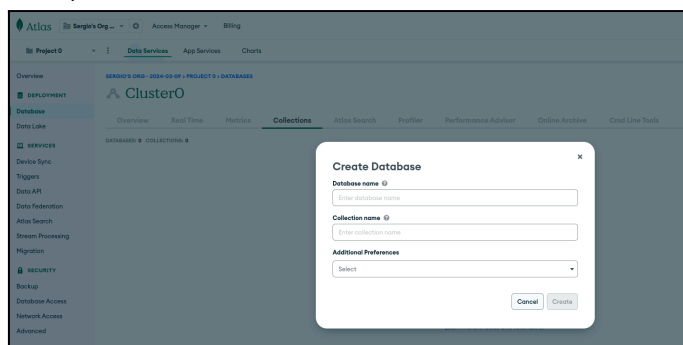 Atlas
Sergio's Org ...
Access Manager
Billing
Project 0
Data Services
App Services
Charts
Overview
DEPLOYMENT
Database
Data Lake
SERVICES
Device Sync
Triggers
Data API
Data Federation
Atlas Search
Stream Processing
Migration
SECURITY
Backup
Database Access
Network Access
Advanced
SERGIO'S ORG - 2024-03-09 > PROJECT 0 > DATABASES
Cluster0
Overview
Real Time
Metrics
Collections
Atlas Search
Profiler
Performance Advisor
Online Archive
Cmd Line Tools
DATABASES: 0 COLLECTIONS: 0
Create Database
Database name
Enter database name
Collection name
Enter collection name
Additional Preferences
Select
Cancel
Create